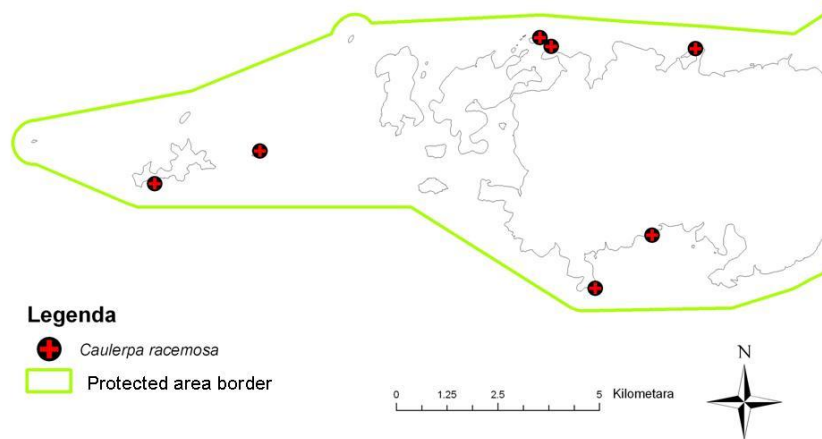 Legenda
Caulerpa racemosa
Protected area border
0 1.25 2.5 5 Kilometara
N